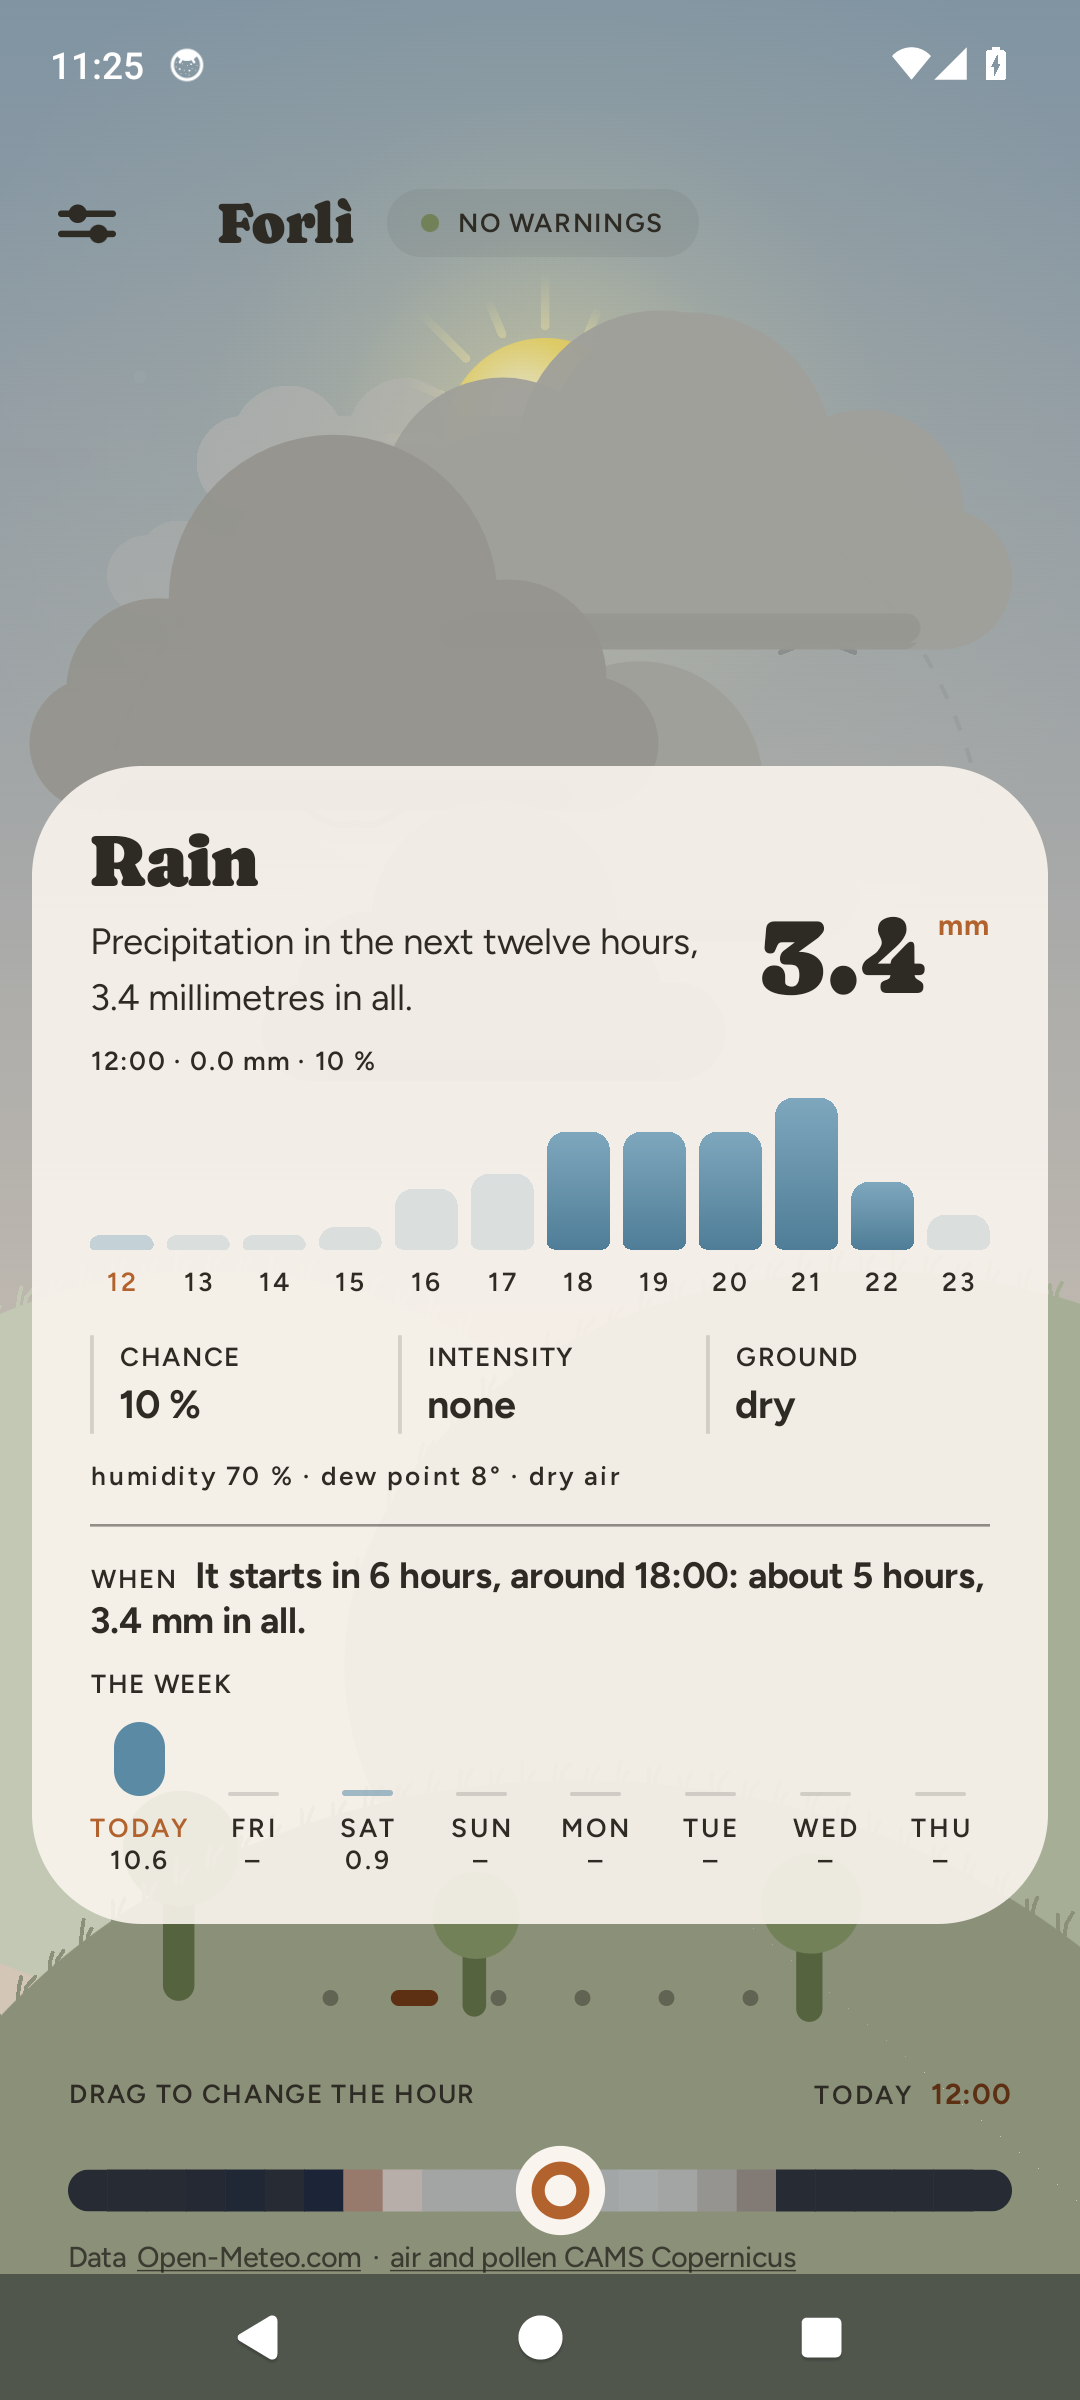 11:25
Forlì
NO WARNINGS
Rain
Precipitation in the next twelve hours,
3.4 millimetres in all.
3.4 mm
12:00 · 0.0 mm · 10 %
12 13 14 15 16 17 18 19 20 21 22 23
CHANCE INTENSITY GROUND
10 % none dry
humidity 70 % · dew point 8° · dry air
WHEN It starts in 6 hours, around 18:00: about 5 hours,
3.4 mm in all.
THE WEEK
TODAY FRI SAT SUN MON TUE WED THU
10.6 – 0.9 – – – – –
DRAG TO CHANGE THE HOUR TODAY 12:00
Data Open-Meteo.com · air and pollen CAMS Copernicus